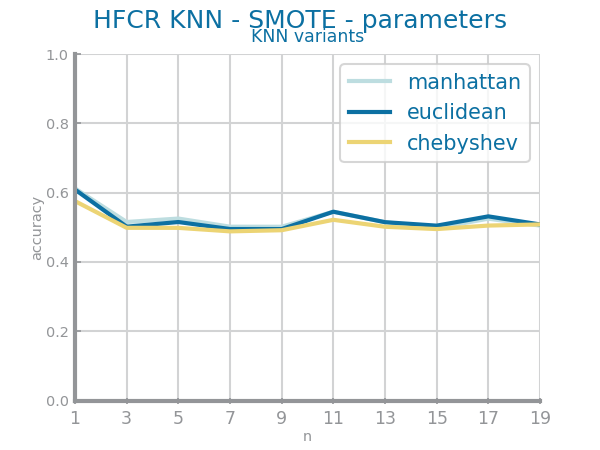 HFCR KNN - SMOTE - parameters
KNN variants
manhattan
euclidean
chebyshev
accuracy
1.0
0.8
0.6
0.4
0.2
0.0
1 3 5 7 9 11 13 15 17 19
n